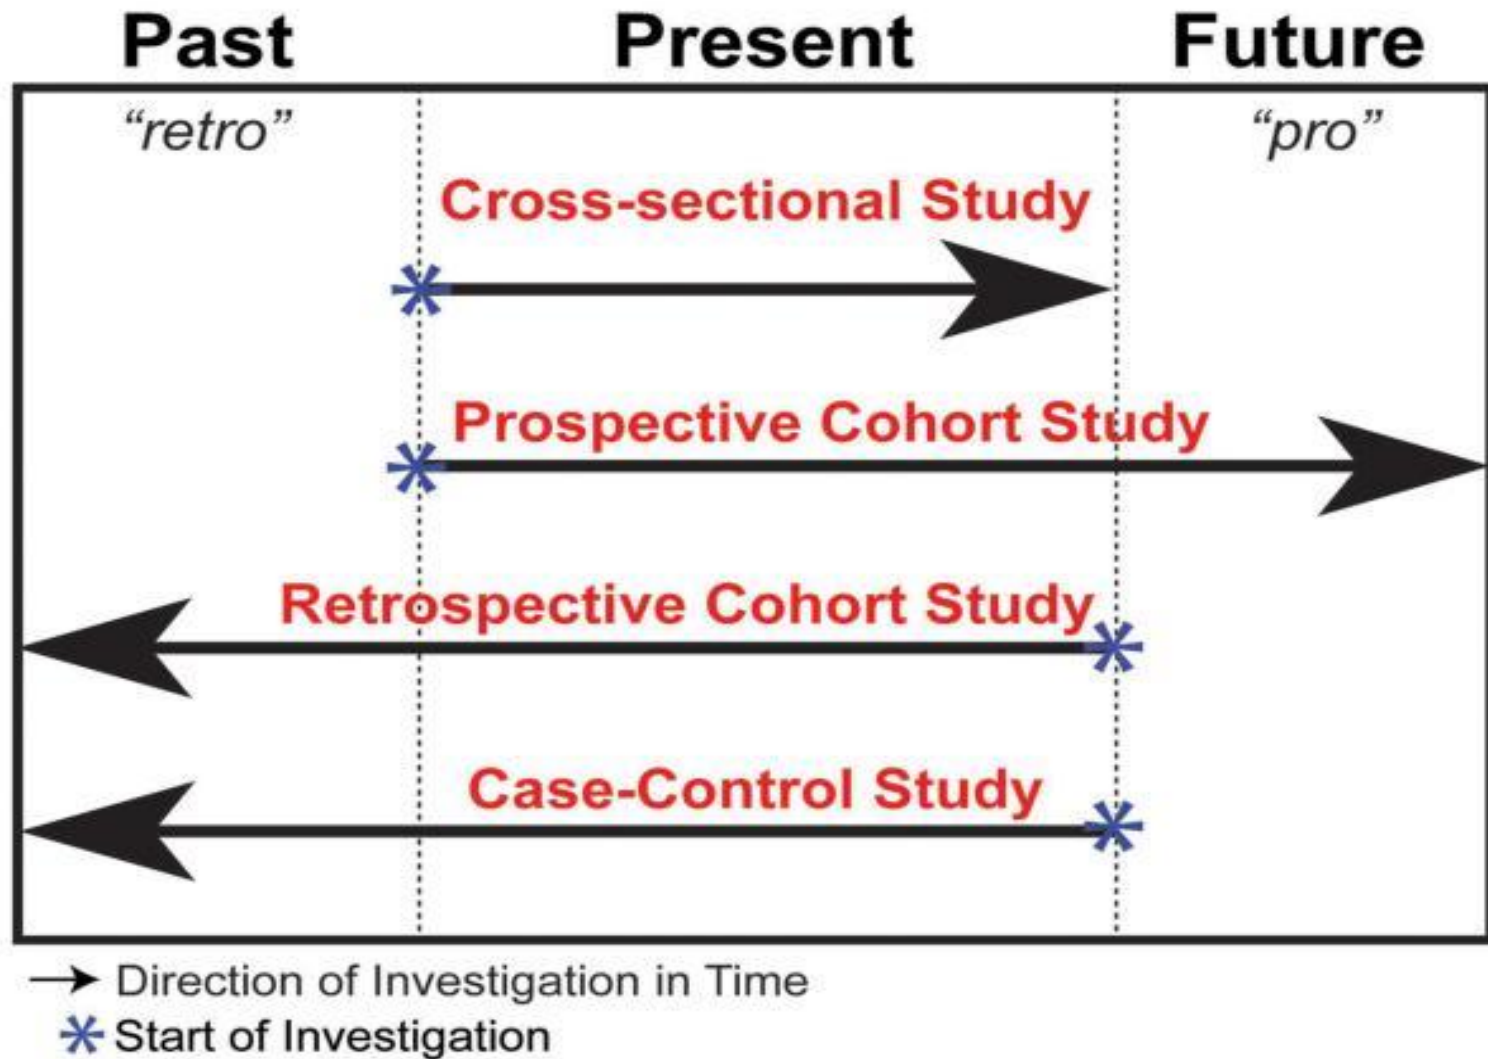 Past Present Future
“retro” “pro”
Cross-sectional Study
Prospective Cohort Study
Retrospective Cohort Study
Case-Control Study
Direction of Investigation in Time
Start of Investigation